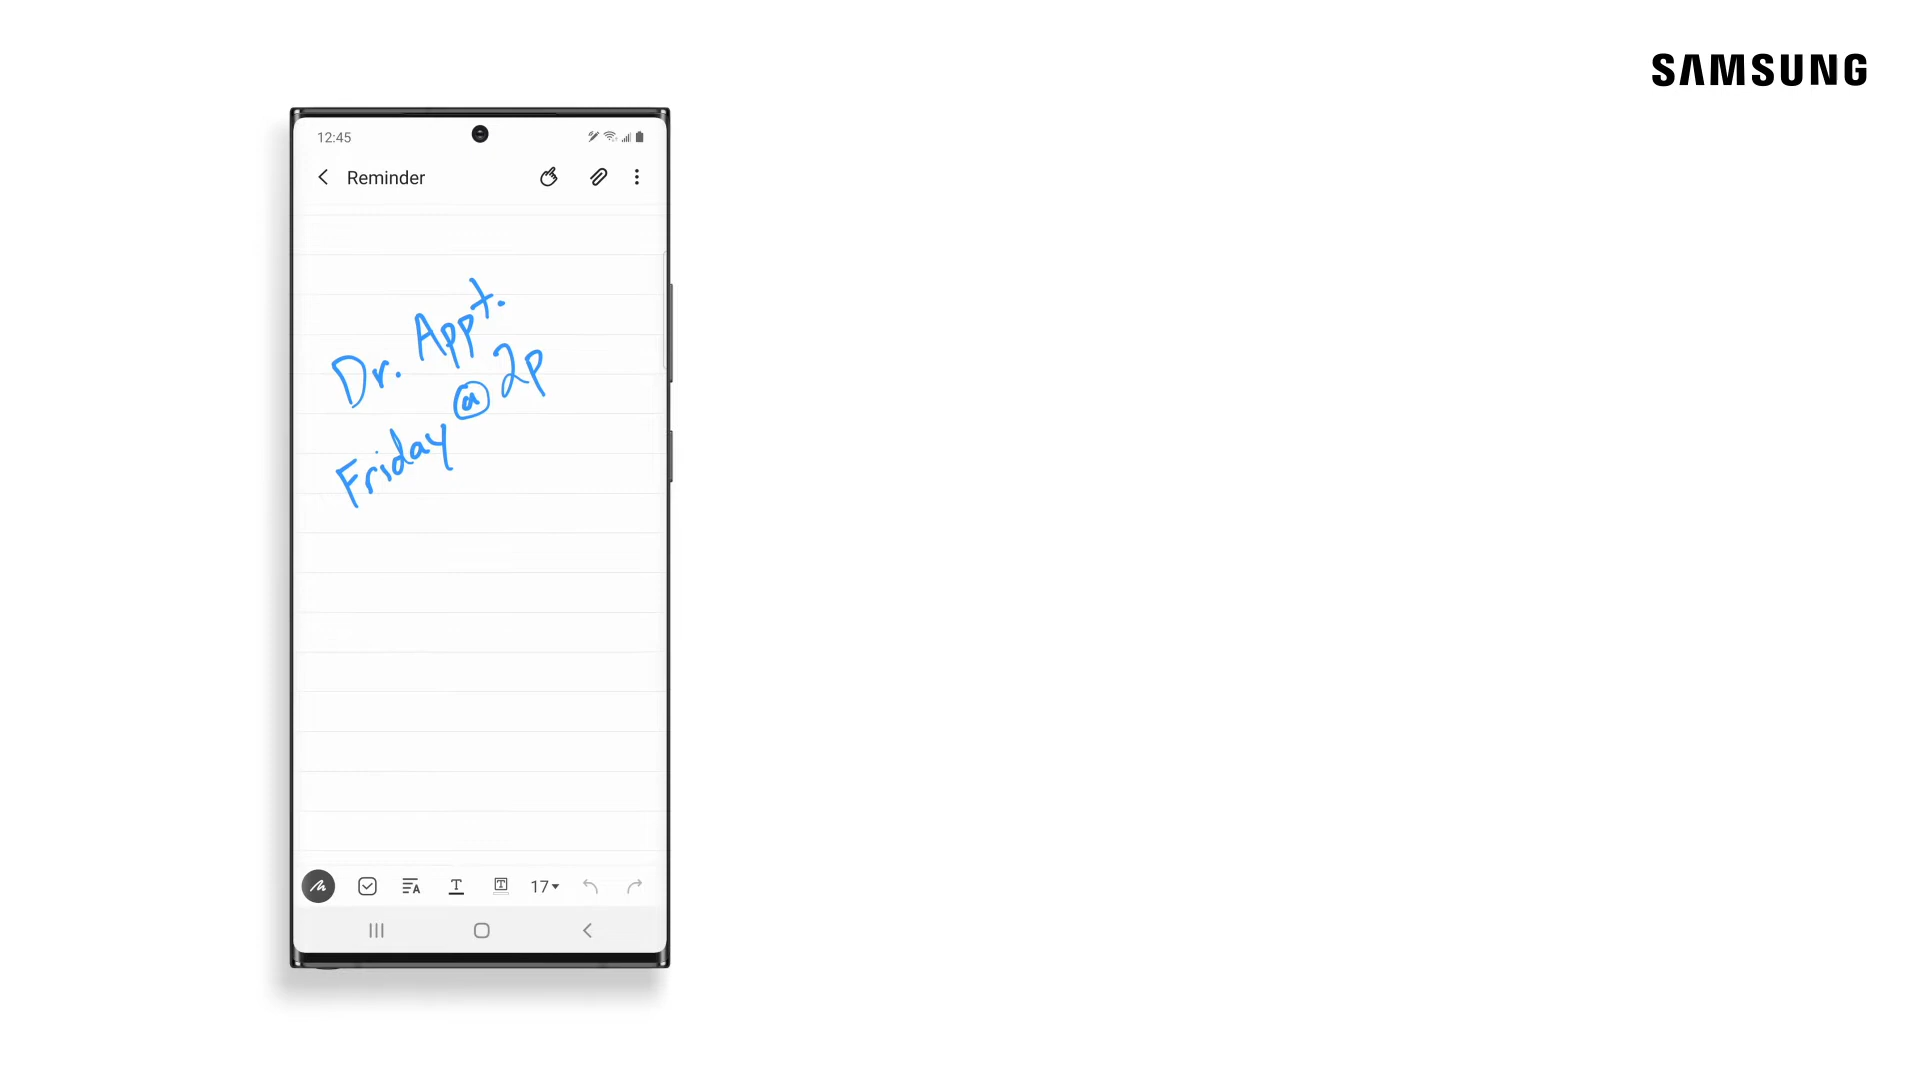 SAMSUNG
12:45
Reminder
Dr. Appt.
Friday @ 2p
17